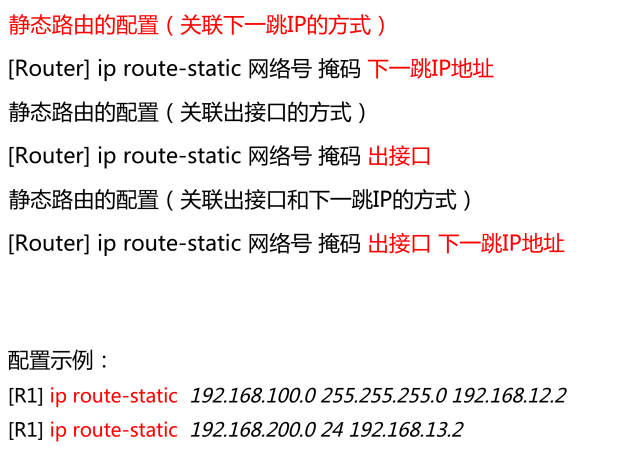 静态路由的配置（关联下一跳IP的方式）
[Router] ip route-static 网络号 掩码 下一跳IP地址
静态路由的配置（关联出接口的方式）
[Router] ip route-static 网络号 掩码 出接口
静态路由的配置（关联出接口和下一跳IP的方式）
[Router] ip route-static 网络号 掩码 出接口 下一跳IP地址
配置示例：
[R1] ip route-static 192.168.100.0 255.255.255.0 192.168.12.2
[R1] ip route-static 192.168.200.0 24 192.168.13.2